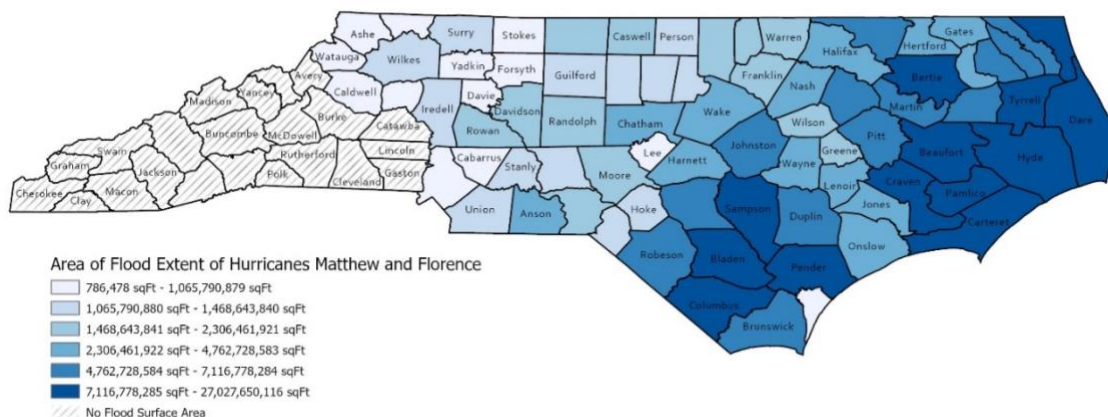 Ashe
Surry
Stokes
Caswell
Person
Warren
Gates
Hertford
Halifax
Watauga
Wilkes
Yadkin
Forsyth
Guilford
Franklin
Nash
Bertie
Avery
Caldwell
Davie
Iredell
Davidson
Randolph
Chatham
Wake
Martin
Tyrrell
Dare
Madison
Yancey
Burke
Catawba
Rowan
Wilson
Pitt
Swain
Buncombe
McDowell
Lincoln
Cabarrus
Stanly
Moore
Lee
Harnett
Johnston
Wayne
Greene
Beaufort
Hyde
Graham
Jackson
Rutherford
Gaston
Cherokee
Clay
Macon
Polk
Cleveland
Union
Anson
Hoke
Sampson
Duplin
Lenoir
Craven
Jones
Pamlico
Carteret
Onslow
Robeson
Bladen
Pender
Columbus
Brunswick
Area of Flood Extent of Hurricanes Matthew and Florence
786,478 sqFt - 1,065,790,879 sqFt
1,065,790,880 sqFt - 1,468,643,840 sqFt
1,468,643,841 sqFt - 2,306,461,921 sqFt
2,306,461,922 sqFt - 4,762,728,583 sqFt
4,762,728,584 sqFt - 7,116,778,284 sqFt
7,116,778,285 sqFt - 27,027,650,116 sqFt
No Flood Surface Area